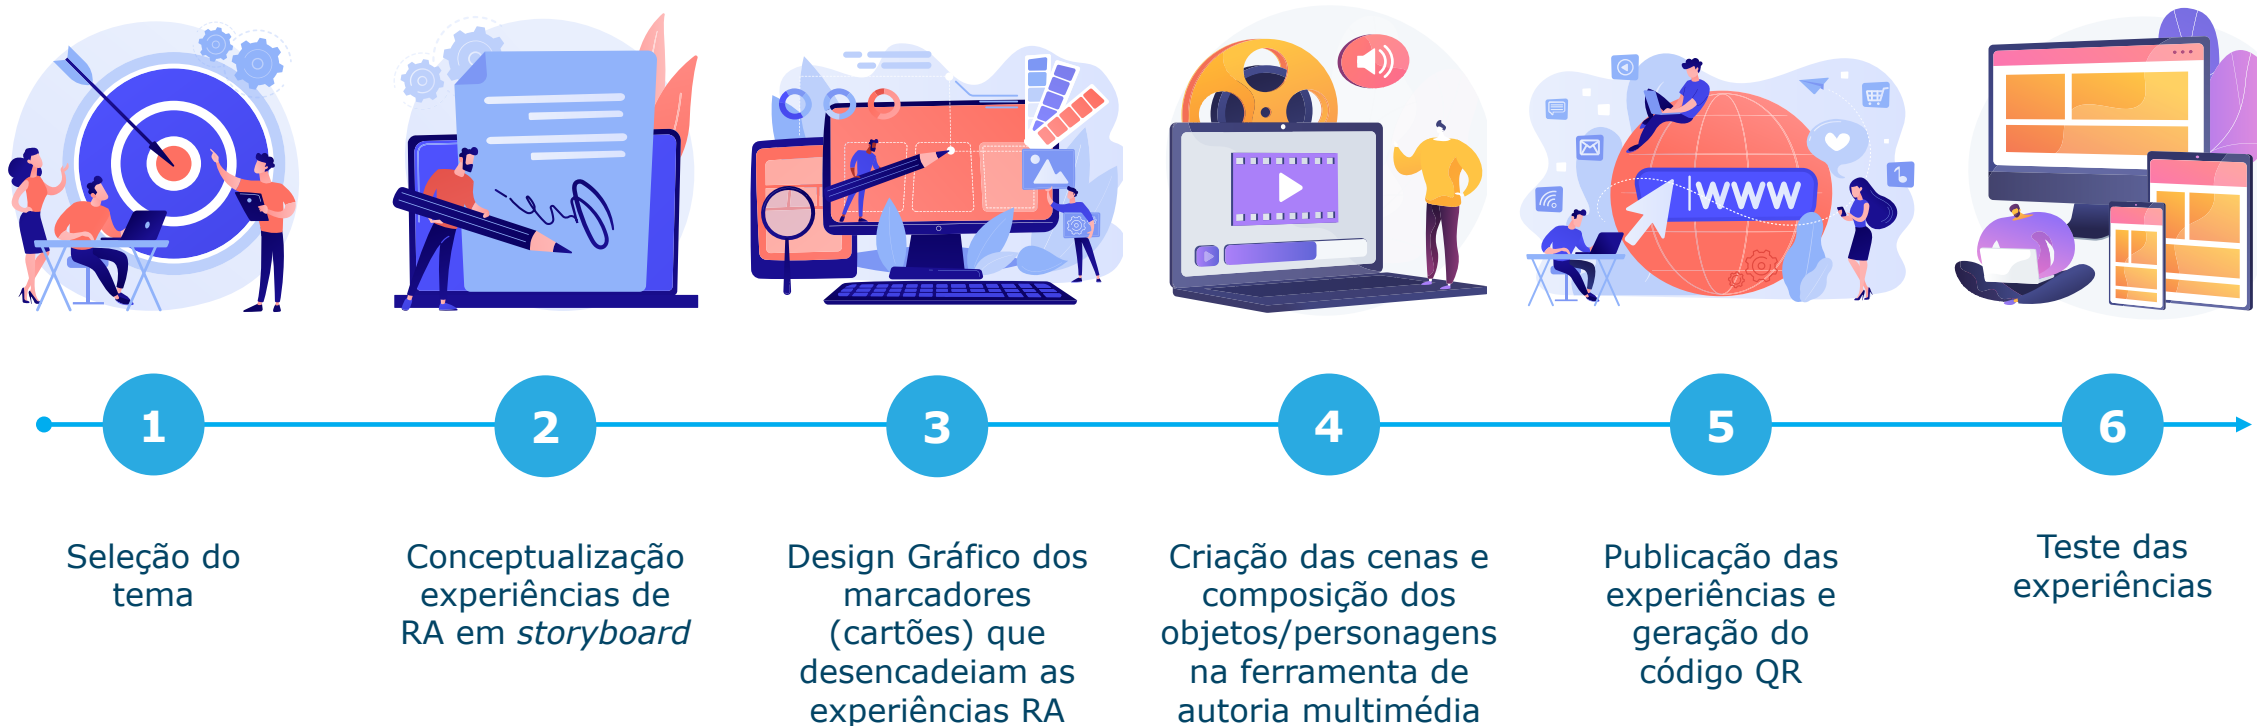 WWW
1
2
3
4
5
6
Seleção do
tema
Conceptualização
experiências de
RA em storyboard
Design Gráfico dos
marcadores
(cartões) que
desencadeiam as
experiências RA
Criação das cenas e
composição dos
objetos/personagens
na ferramenta de
autoria multimédia
Publicação das
experiências e
geração do
código QR
Teste das
experiências